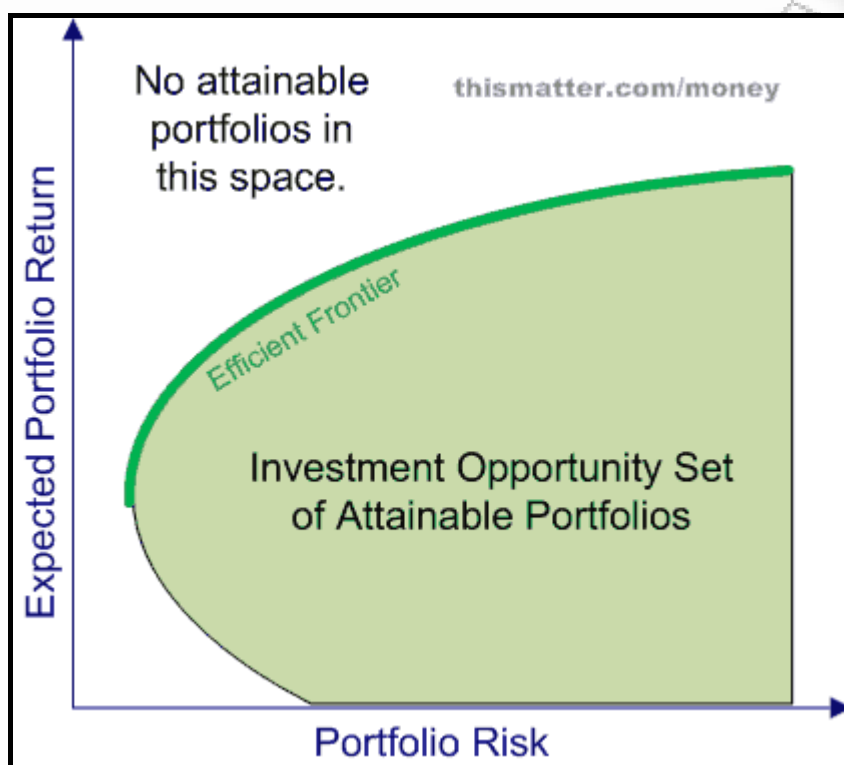 No attainable
portfolios in
this space.
thismatter.com/money
Expected Portfolio Return
Efficient Frontier
Investment Opportunity Set
of Attainable Portfolios
Portfolio Risk